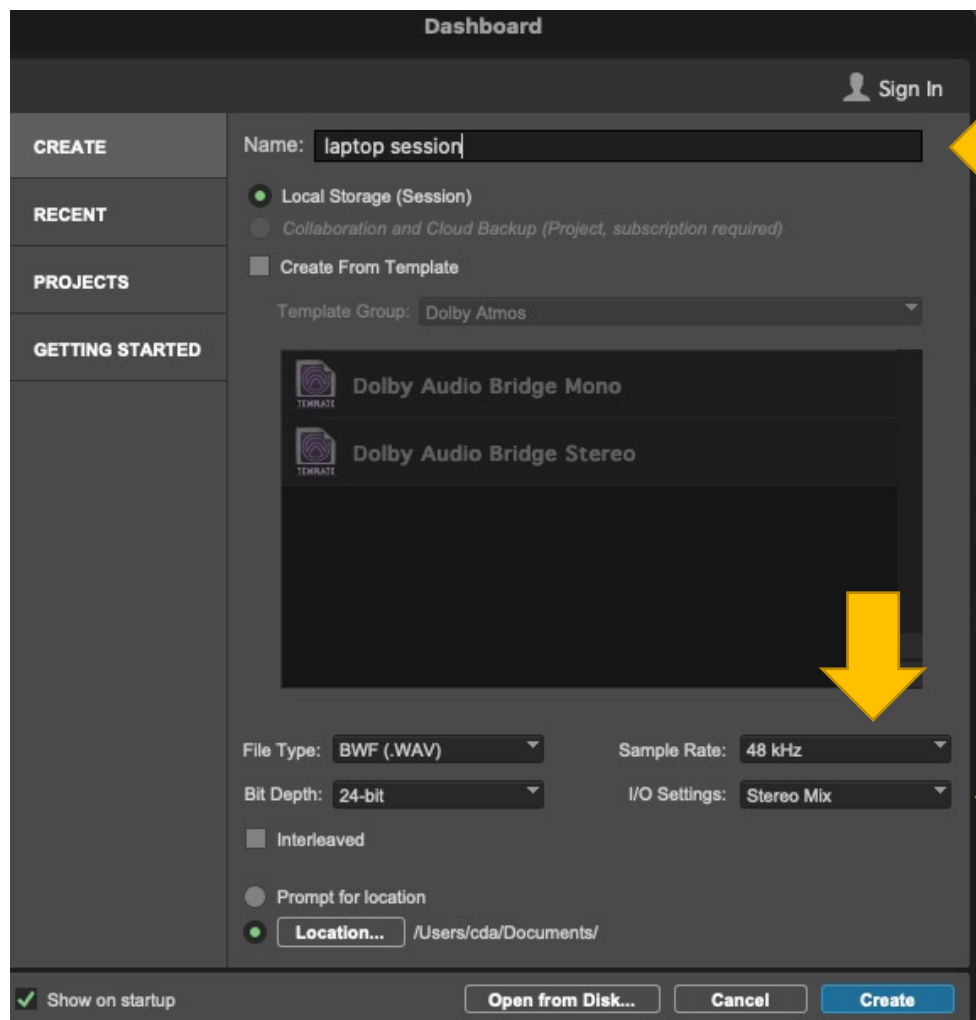 Dashboard
Sign In
CREATE
RECENT
PROJECTS
GETTING STARTED
Name: laptop session
Local Storage (Session)
Collaboration and Cloud Backup (Project, subscription required)
Create From Template
Template Group: Dolby Atmos
TEMPLATE Dolby Audio Bridge Mono
TEMPLATE Dolby Audio Bridge Stereo
File Type: BWF (.WAV) Sample Rate: 48 kHz
Bit Depth: 24-bit I/O Settings: Stereo Mix
Interleaved
Prompt for location
Location... /Users/cda/Documents/
Show on startup Open from Disk... Cancel Create